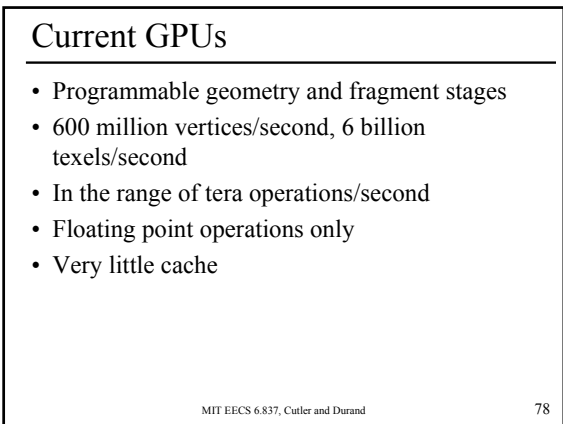 Current GPUs
• Programmable geometry and fragment stages
• 600 million vertices/second, 6 billion
texels/second
• In the range of tera operations/second
• Floating point operations only
• Very little cache
MIT EECS 6.837, Cutler and Durand
78